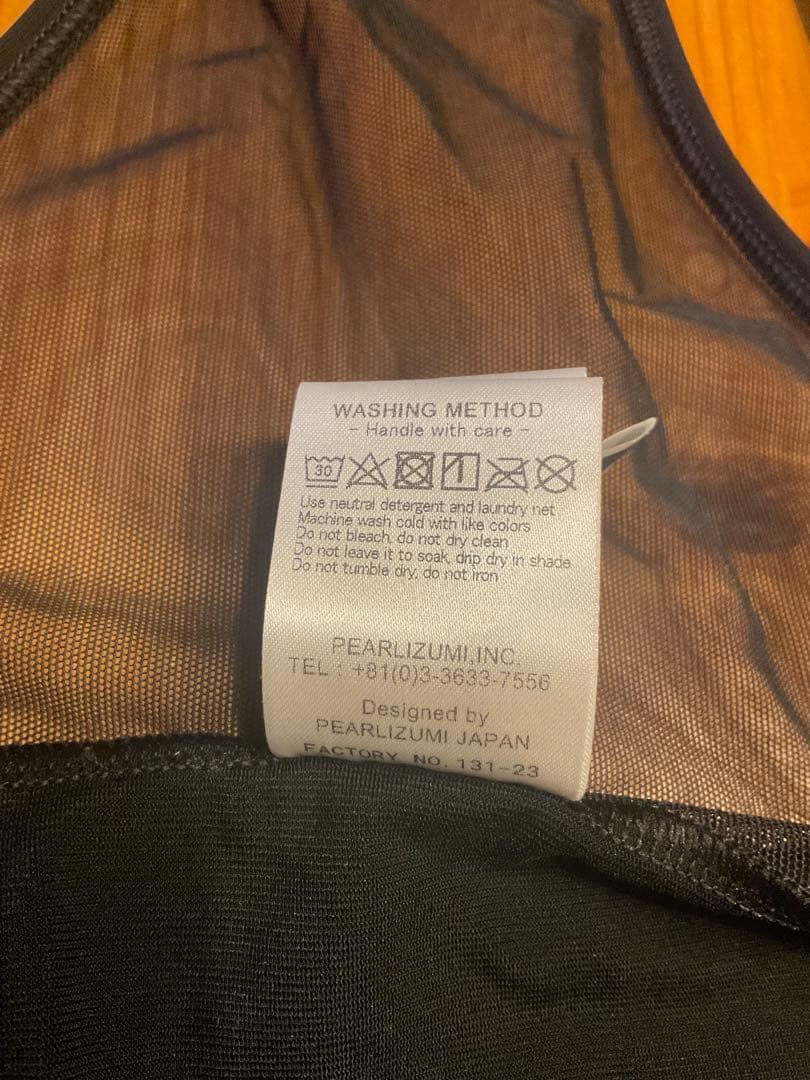 WASHING METHOD
- Handle with care -
30
Use neutral detergent and laundry net
Machine wash cold with like colors
Do not bleach, do not dry clean
Do not leave it to soak, drip dry in shade
Do not tumble dry, do not iron
PEARLIZUMI,INC.
TEL : +81(0)3-3633-7556
Designed by
PEARLIZUMI JAPAN
FACTORY NO. 131-23